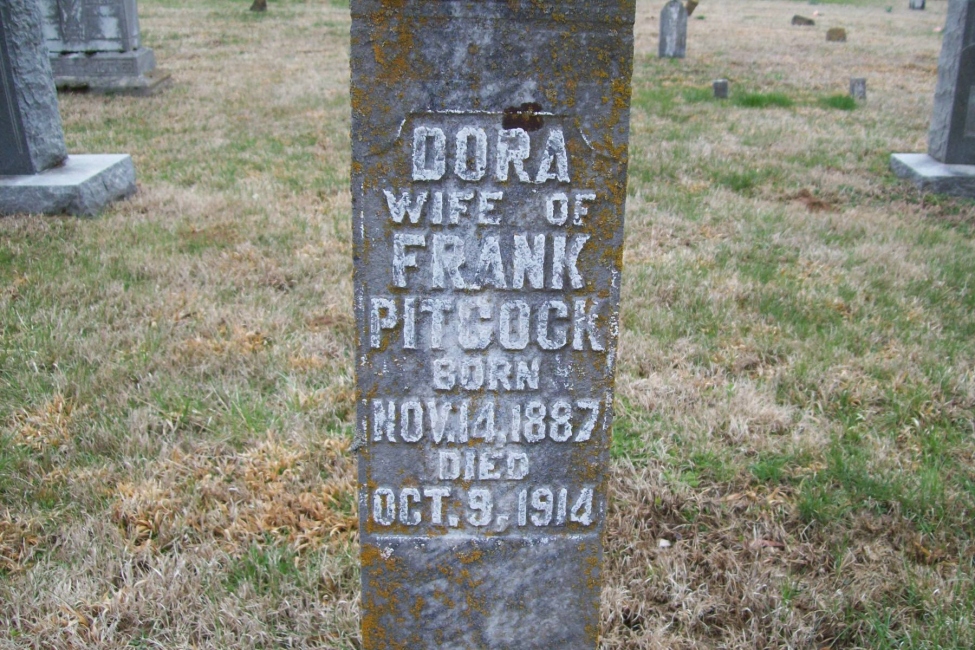 DORA
WIFE OF
FRANK
PITCOCK
BORN
NOV.14,1887
DIED
OCT.9,1914